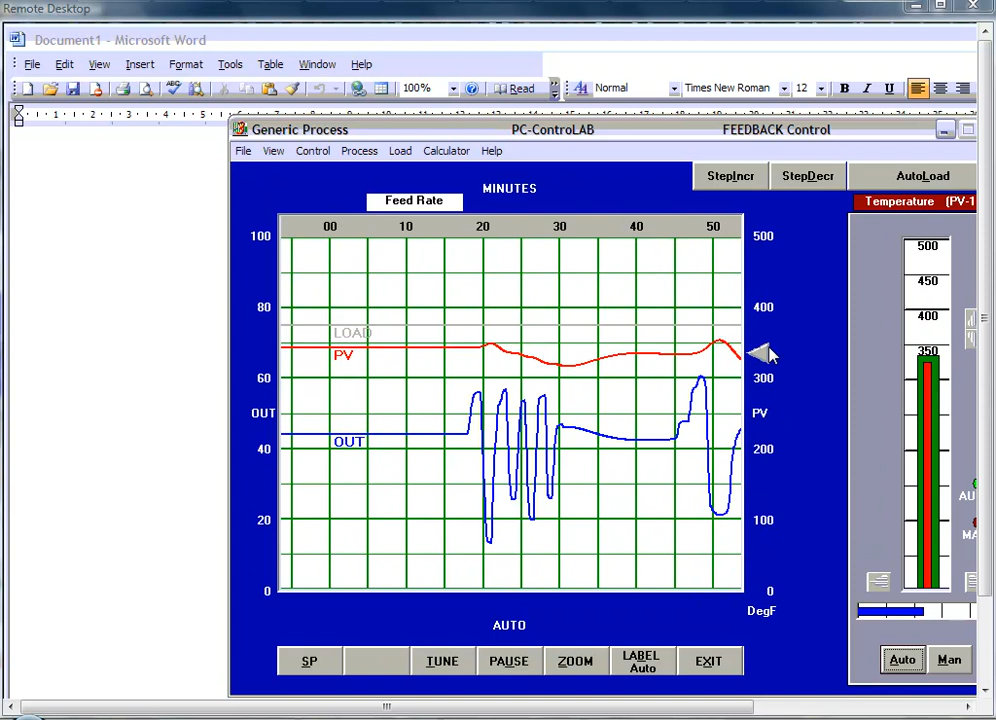 Remote Desktop
Document1 - Microsoft Word
File Edit View Insert Format Tools Table Window Help
100% Read Normal Times New Roman 12 B I U
Generic Process PC-ControLAB FEEDBACK Control
File View Control Process Load Calculator Help
StepIncr StepDecr AutoLoad
MINUTES
Feed Rate
Temperature (PV-1
00 10 20 30 40 50
100 500
80 400
60 300
OUT PV
40 200
20 100
0 0
DegF
LOAD
PV
OUT
500
450
400
350
AU
MA
AUTO
SP TUNE PAUSE ZOOM LABEL Auto EXIT
Auto Man